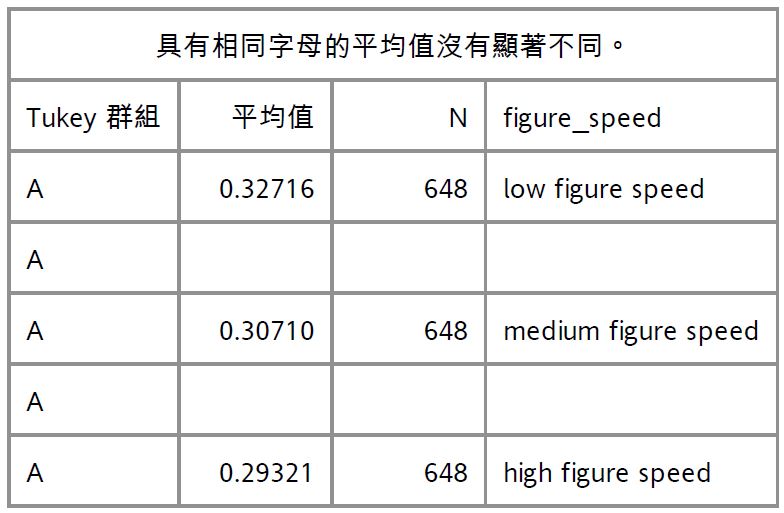 具有相同字母的平均值沒有顯著不同。
Tukey 群組 平均值 N figure_speed
A 0.32716 648 low figure speed
A
A 0.30710 648 medium figure speed
A
A 0.29321 648 high figure speed